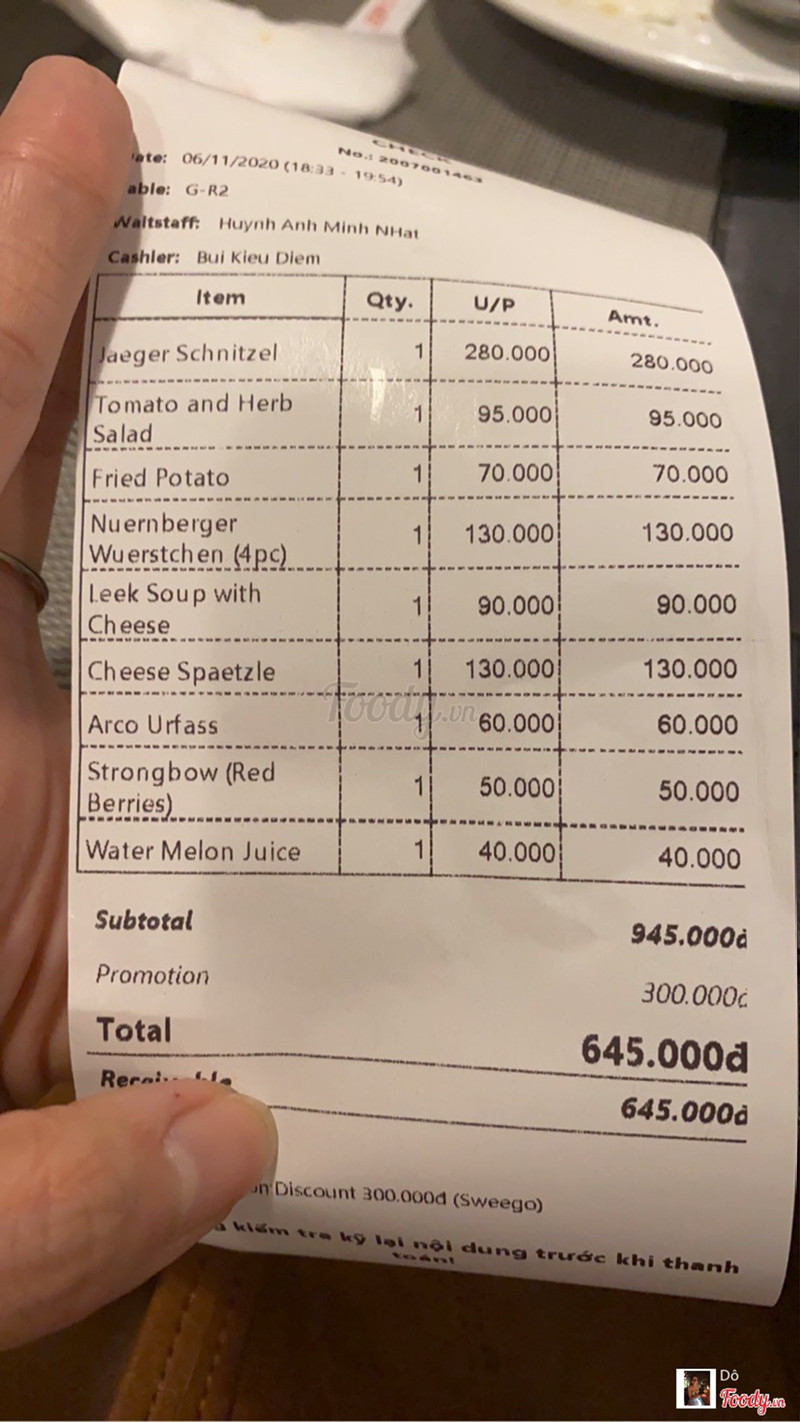 CHECK
No.: 2007001463
ate: 06/11/2020 (18:33 - 19:54)
able: G-R2
Waitstaff: Huynh Anh Minh NHat
Cashier: Bui Kieu Diem
Item Qty. U/P Amt.
Jaeger Schnitzel 1 280.000 280.000
Tomato and Herb
Salad 1 95.000 95.000
Fried Potato 1 70.000 70.000
Nuernberger
Wuerstchen (4pc) 1 130.000 130.000
Leek Soup with
Cheese 1 90.000 90.000
Cheese Spaetzle 1 130.000 130.000
Arco Urfass 1 60.000 60.000
Strongbow (Red
Berries) 1 50.000 50.000
Water Melon Juice 1 40.000 40.000
Subtotal 945.000đ
Promotion 300.000đ
Total 645.000đ
Receivable 645.000đ
Discount 300.000đ (Sweego)
kiểm tra kỹ lại nội dung trước khi thanh
toán!
Foody.vn
Dô
Foody.vn